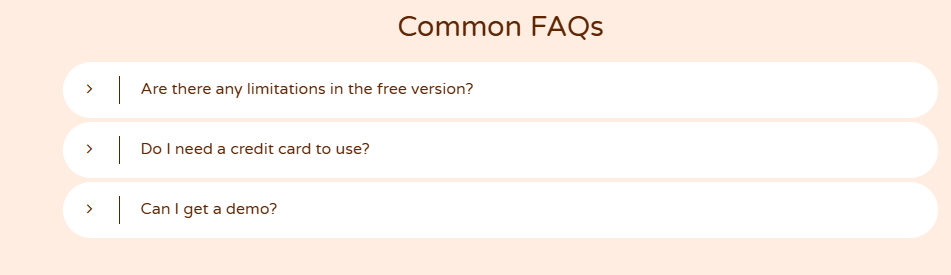 Common FAQs
Are there any limitations in the free version?
Do I need a credit card to use?
Can I get a demo?